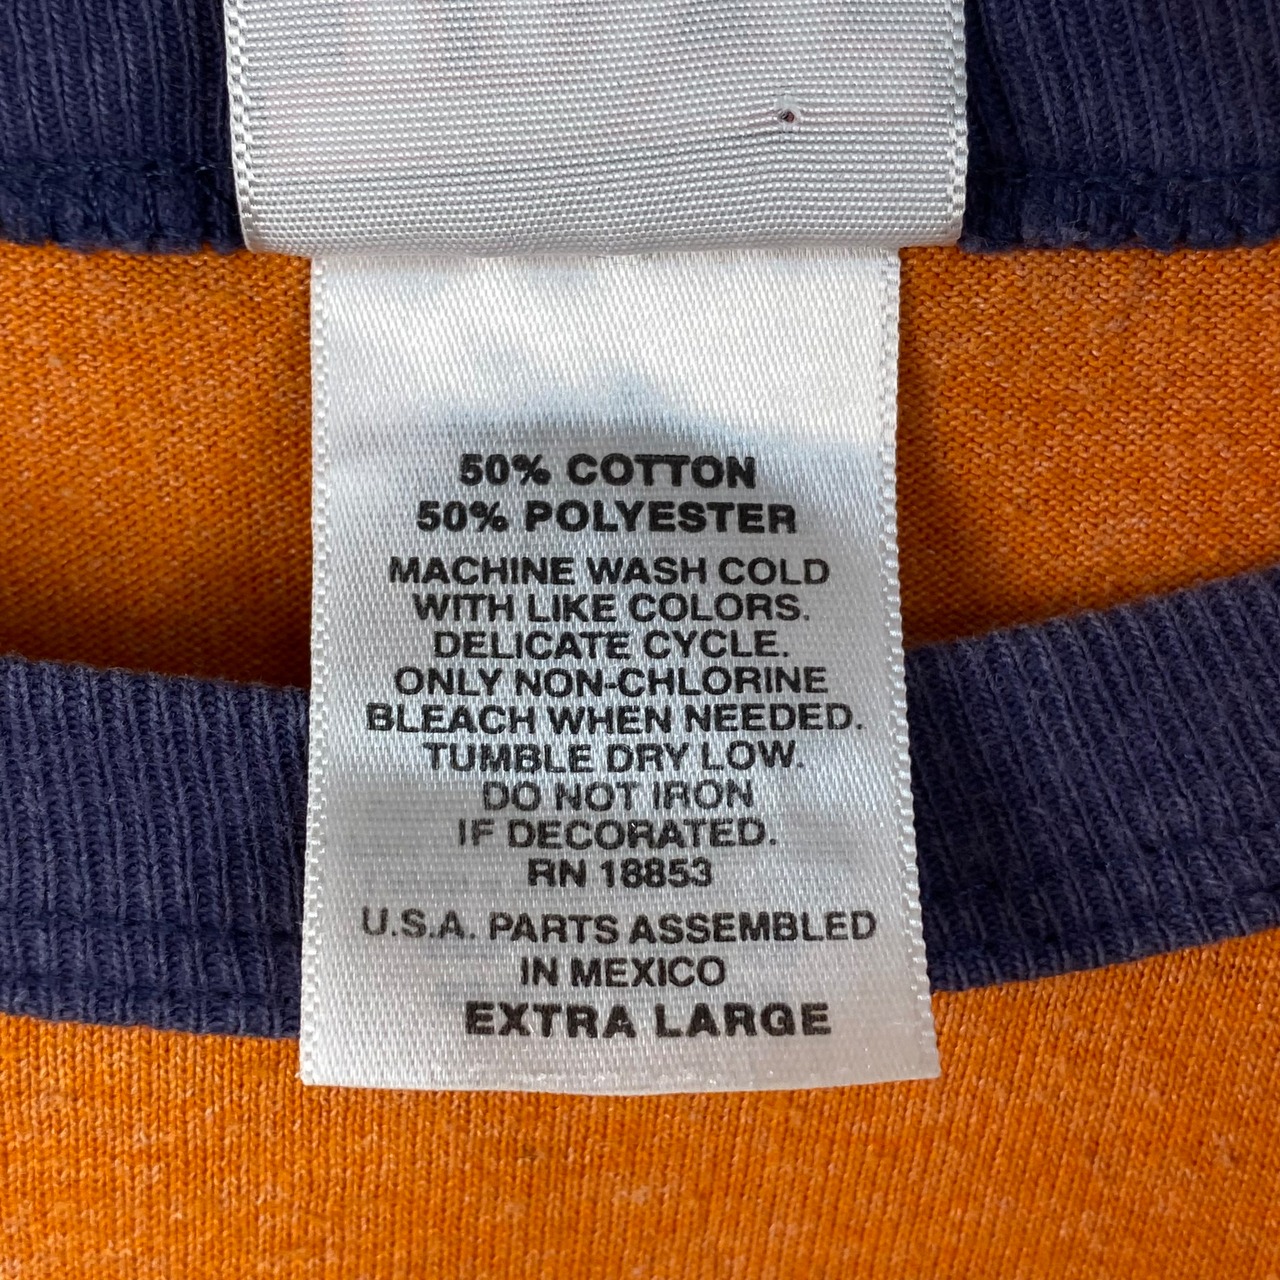 50% COTTON
50% POLYESTER
MACHINE WASH COLD
WITH LIKE COLORS.
DELICATE CYCLE.
ONLY NON-CHLORINE
BLEACH WHEN NEEDED.
TUMBLE DRY LOW.
DO NOT IRON
IF DECORATED.
RN 18853
U.S.A. PARTS ASSEMBLED
IN MEXICO
EXTRA LARGE